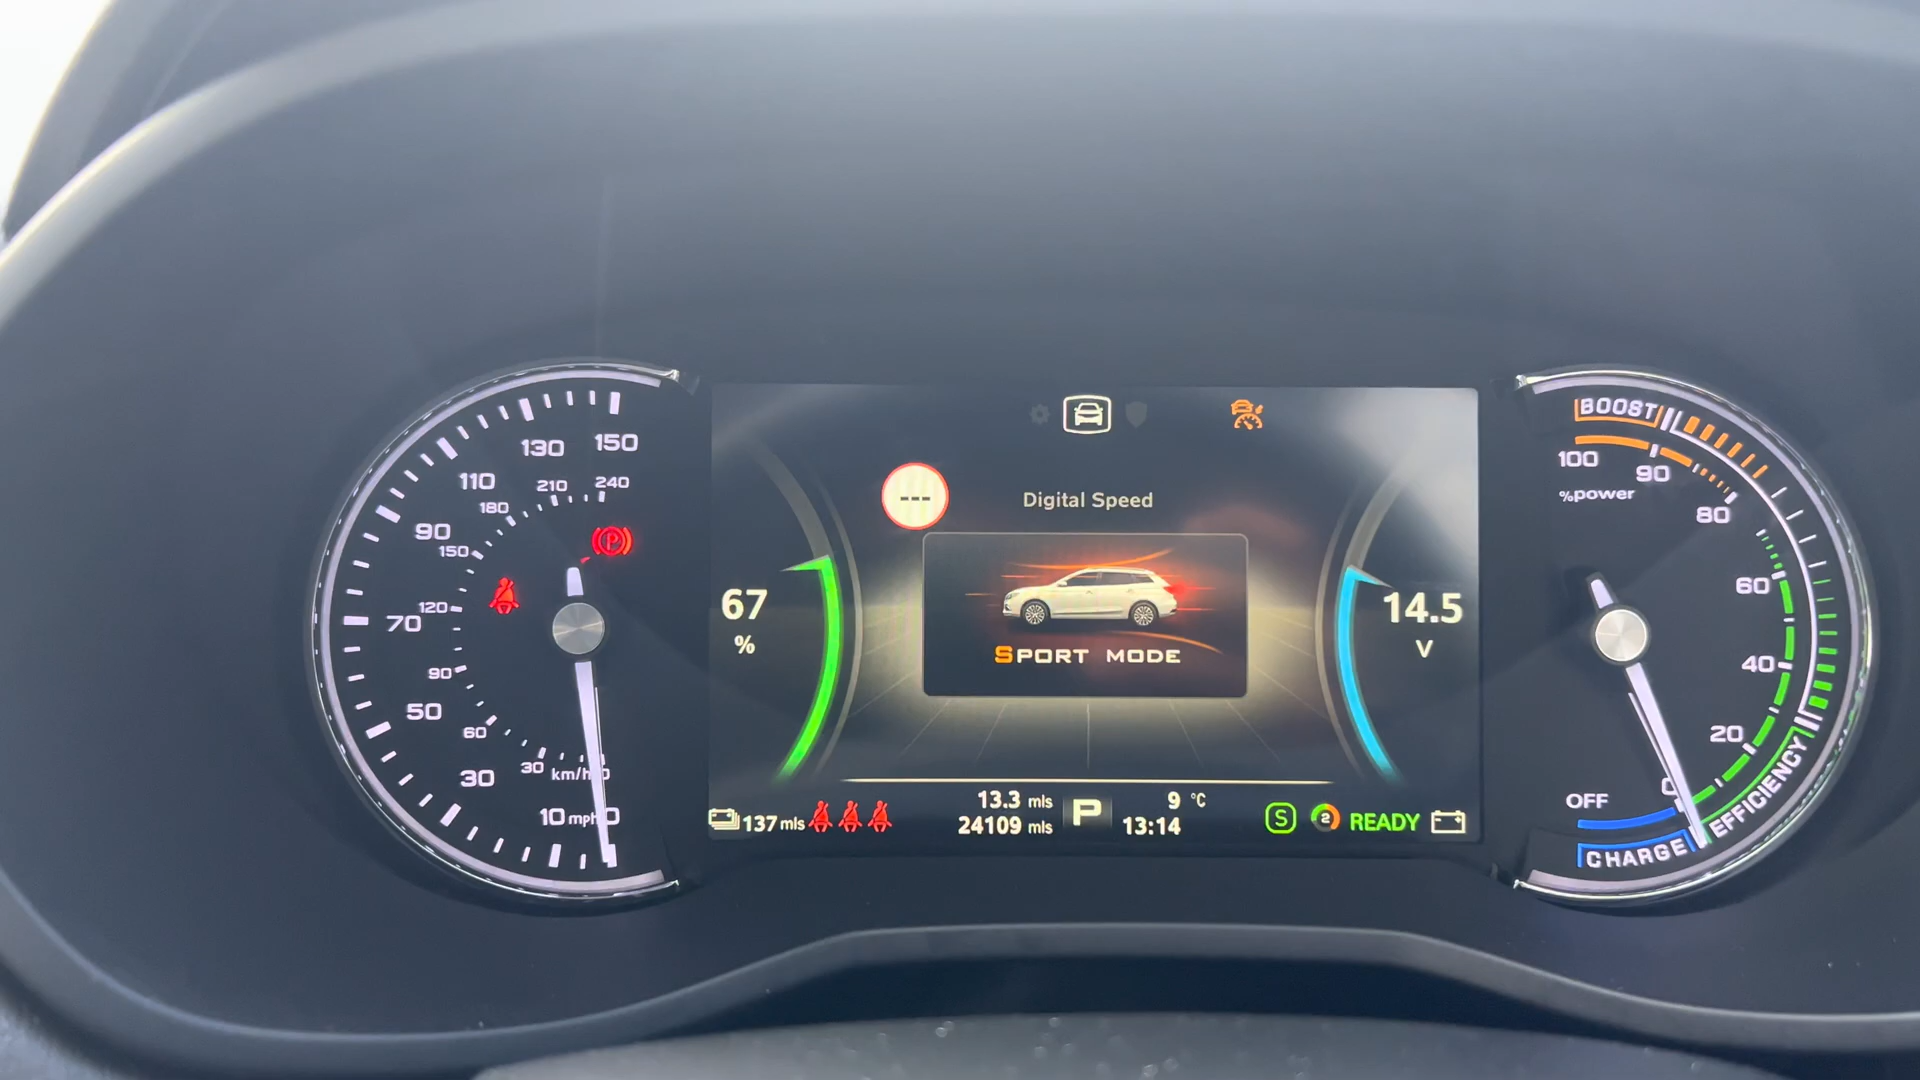 150
130
110
90
70
50
30
10 mph 0
240
210
180
150
120
90
60
30 km/h
P
---
Digital Speed
67
%
SPORT MODE
14.5
V
137 mls
13.3 mls
24109 mls
P
9 °C
13:14
S
2
READY
BOOST
100
90
%power
80
60
40
20
0
OFF
EFFICIENCY
CHARGE